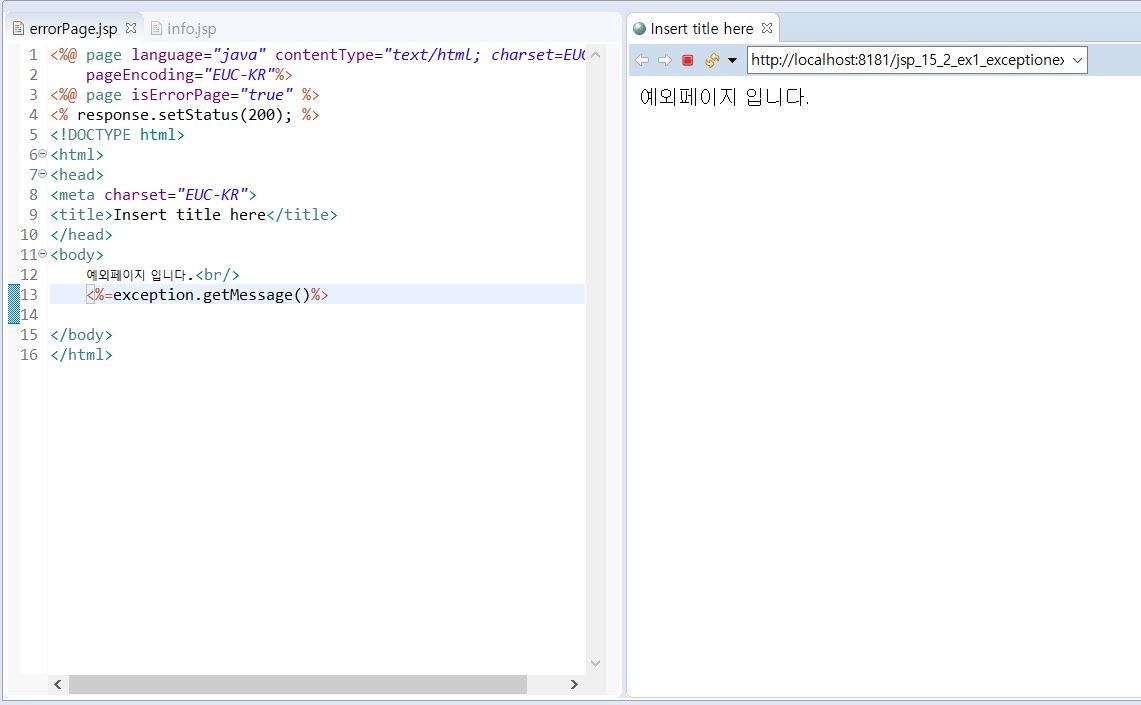 errorPage.jsp
info.jsp
1 <%@ page language="java" contentType="text/html; charset=EUC
2 pageEncoding="EUC-KR"%>
3 <%@ page isErrorPage="true" %>
4 <% response.setStatus(200); %>
5 <!DOCTYPE html>
6 <html>
7 <head>
8 <meta charset="EUC-KR">
9 <title>Insert title here</title>
10 </head>
11 <body>
12 예외페이지 입니다.<br/>
13 <%=exception.getMessage()%>
14
15 </body>
16 </html>
Insert title here
http://localhost:8181/jsp_15_2_ex1_exceptionex
예외페이지 입니다.